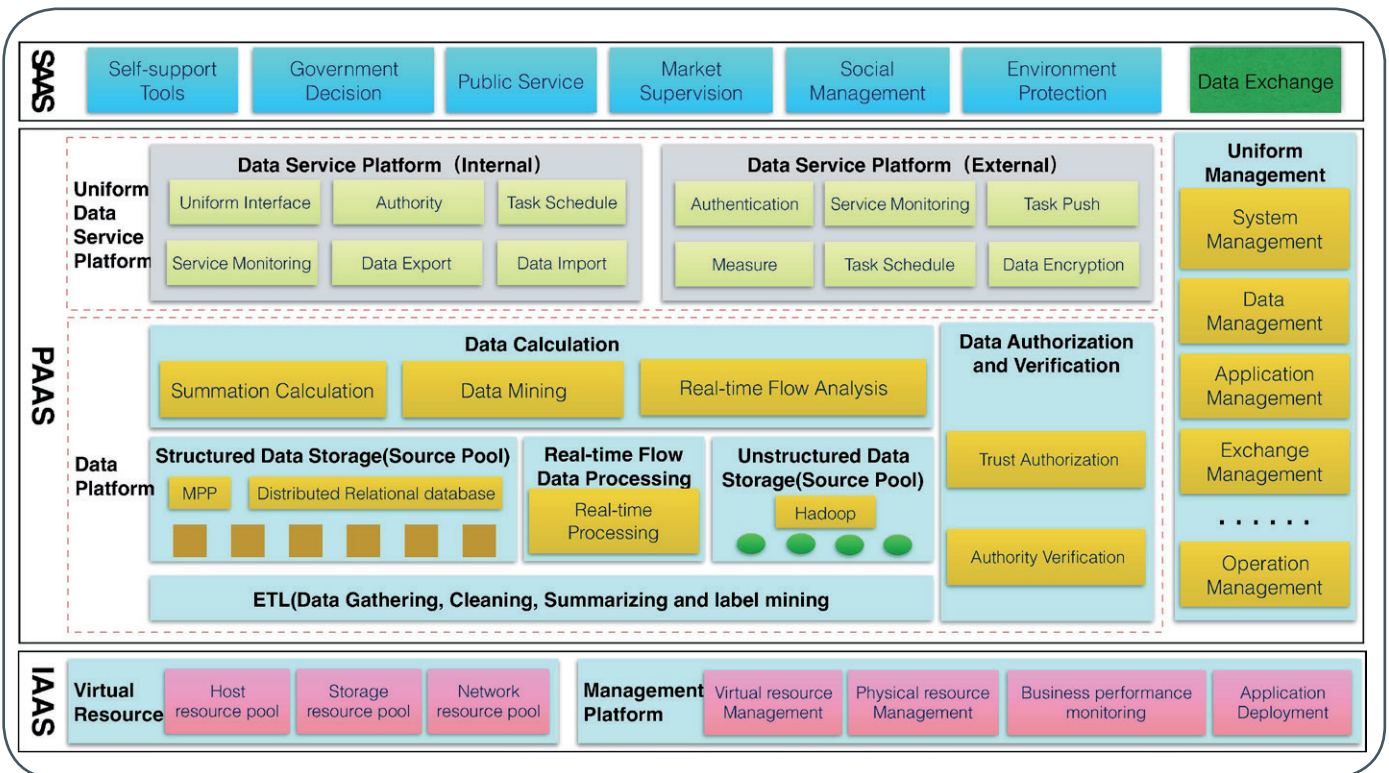 SAAS
Self-support
Tools
Government
Decision
Public Service
Market
Supervision
Social
Management
Environment
Protection
Data Exchange
PAAS
Uniform
Data
Service
Platform
Data Service Platform（Internal）
Uniform Interface
Authority
Task Schedule
Service Monitoring
Data Export
Data Import
Data Service Platform（External）
Authentication
Service Monitoring
Task Push
Measure
Task Schedule
Data Encryption
Data
Platform
Data Calculation
Summation Calculation
Data Mining
Real-time Flow Analysis
Structured Data Storage(Source Pool)
MPP
Distributed Relational database
Real-time Flow
Data Processing
Real-time
Processing
Unstructured Data
Storage(Source Pool)
Hadoop
ETL(Data Gathering, Cleaning, Summarizing and label mining
Data Authorization
and Verification
Trust Authorization
Authority Verification
Uniform
Management
System
Management
Data
Management
Application
Management
Exchange
Management
......
Operation
Management
IAAS
Virtual
Resource
Host
resource pool
Storage
resource pool
Network
resource pool
Management
Platform
Virtual resource
Management
Physical resource
Management
Business performance
monitoring
Application
Deployment